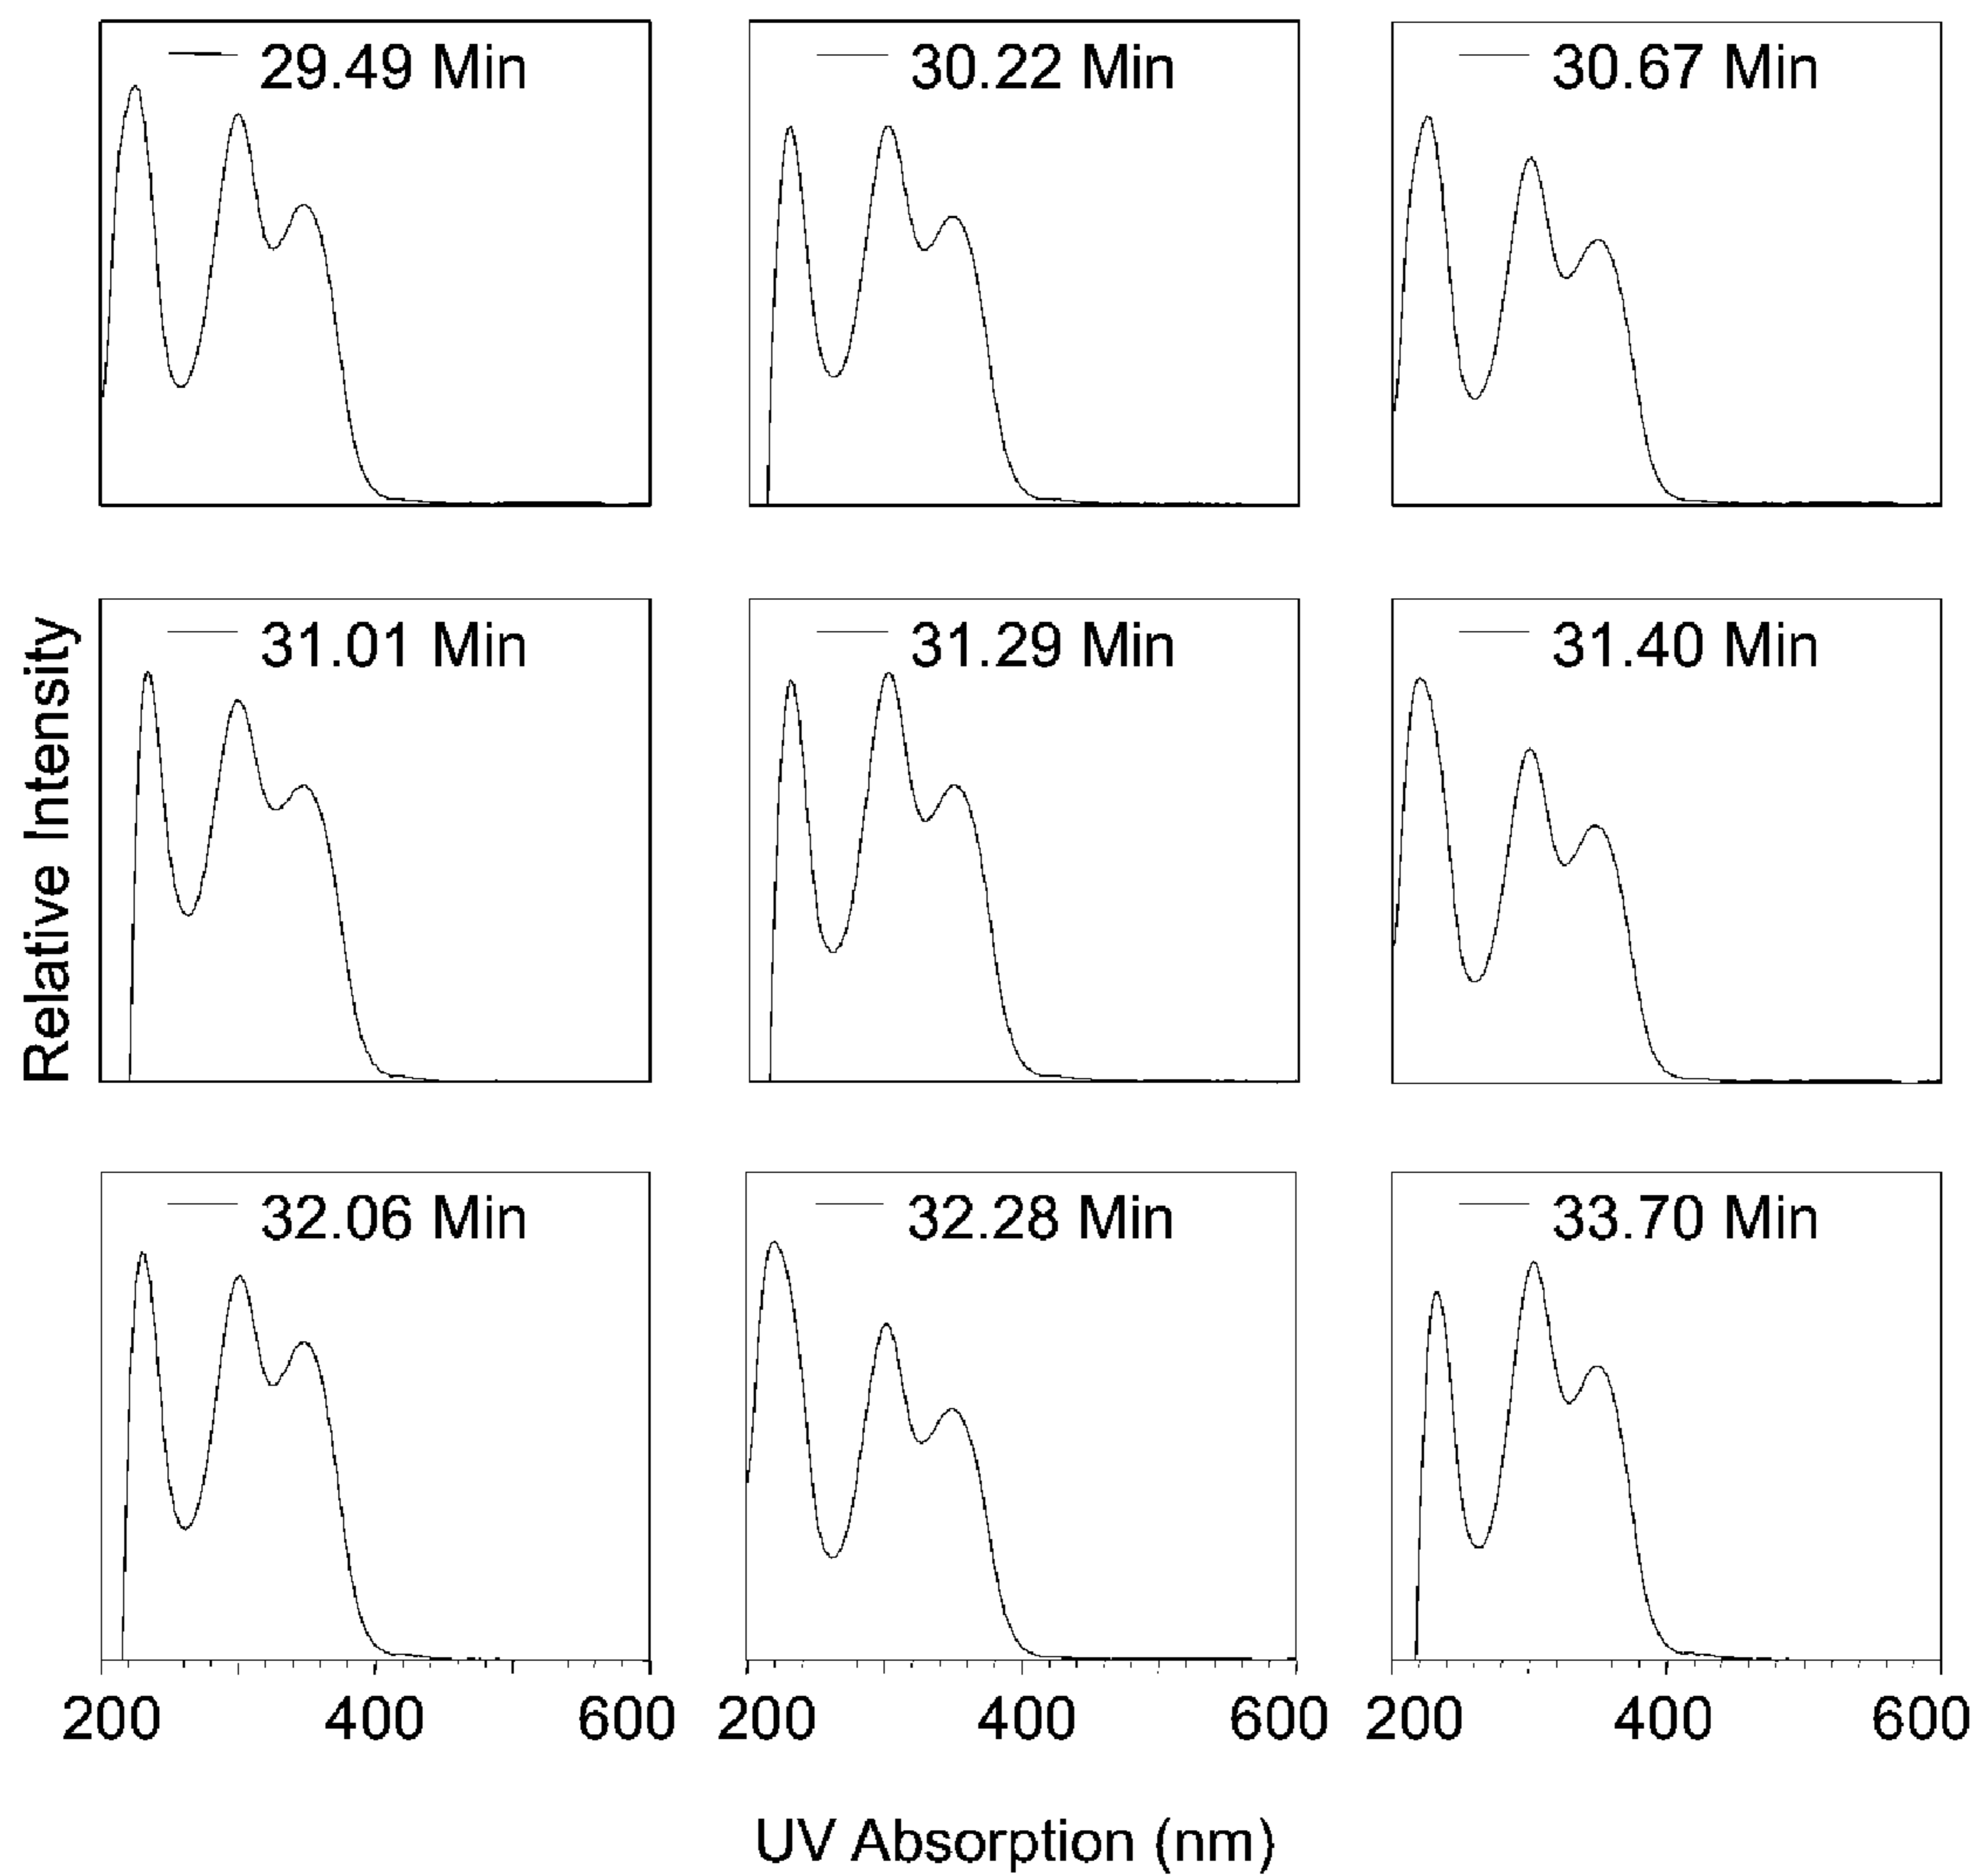 29.49 Min
30.22 Min
30.67 Min
Relative Intensity
31.01 Min
31.29 Min
31.40 Min
32.06 Min
32.28 Min
33.70 Min
200 400 600 200 400 600 200 400 600
UV Absorption (nm)